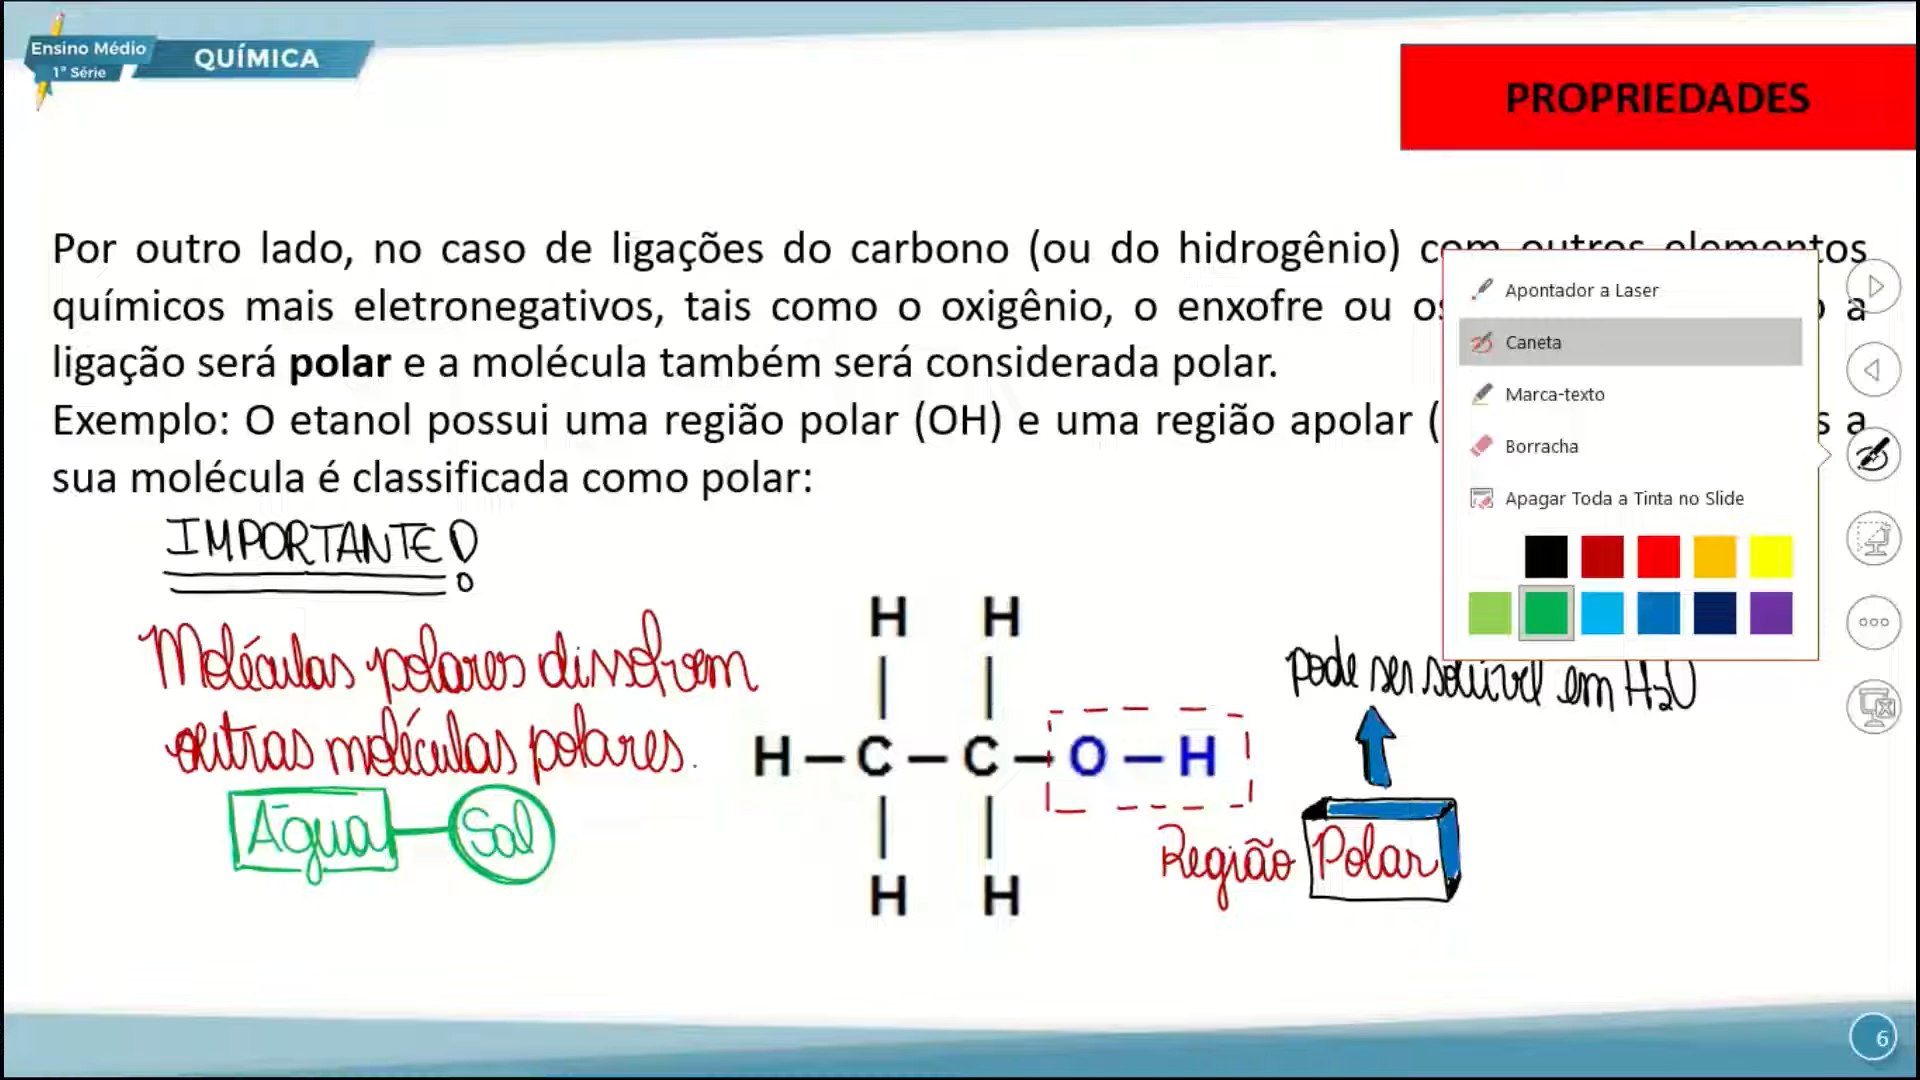 Ensino Médio
1ª Série
QUÍMICA
PROPRIEDADES
Por outro lado, no caso de ligações do carbono (ou do hidrogênio) com outros elementos
químicos mais eletronegativos, tais como o oxigênio, o enxofre ou os a
ligação será polar e a molécula também será considerada polar.
Exemplo: O etanol possui uma região polar (OH) e uma região apolar ( a
sua molécula é classificada como polar:
Apontador a Laser
Caneta
Marca-texto
Borracha
Apagar Toda a Tinta no Slide
IMPORTANTE!
Moléculas polares dissolvem
outras moléculas polares.
Água Sal
H H
H – C – C – O – H
H H
pode ser solúvel em H₂O
Região Polar
6